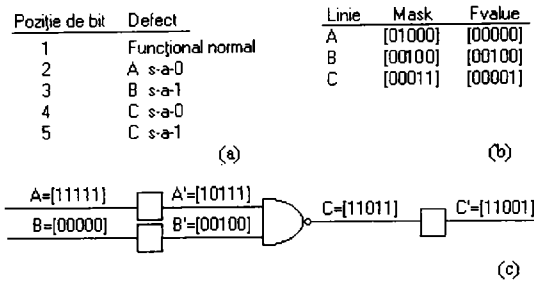 Poziţie de bit Defect
1 Funcţional normal
2 A s-a-0
3 B s-a-1
4 C s-a-0
5 C s-a-1
(a)
Linie Mask Fvalue
A [01000] [00000]
B [00100] [00100]
C [00011] [00001]
(b)
A=[11111] A'=[10111]
B=[00000] B'=[00100] C=[11011] C'=[11001]
(c)